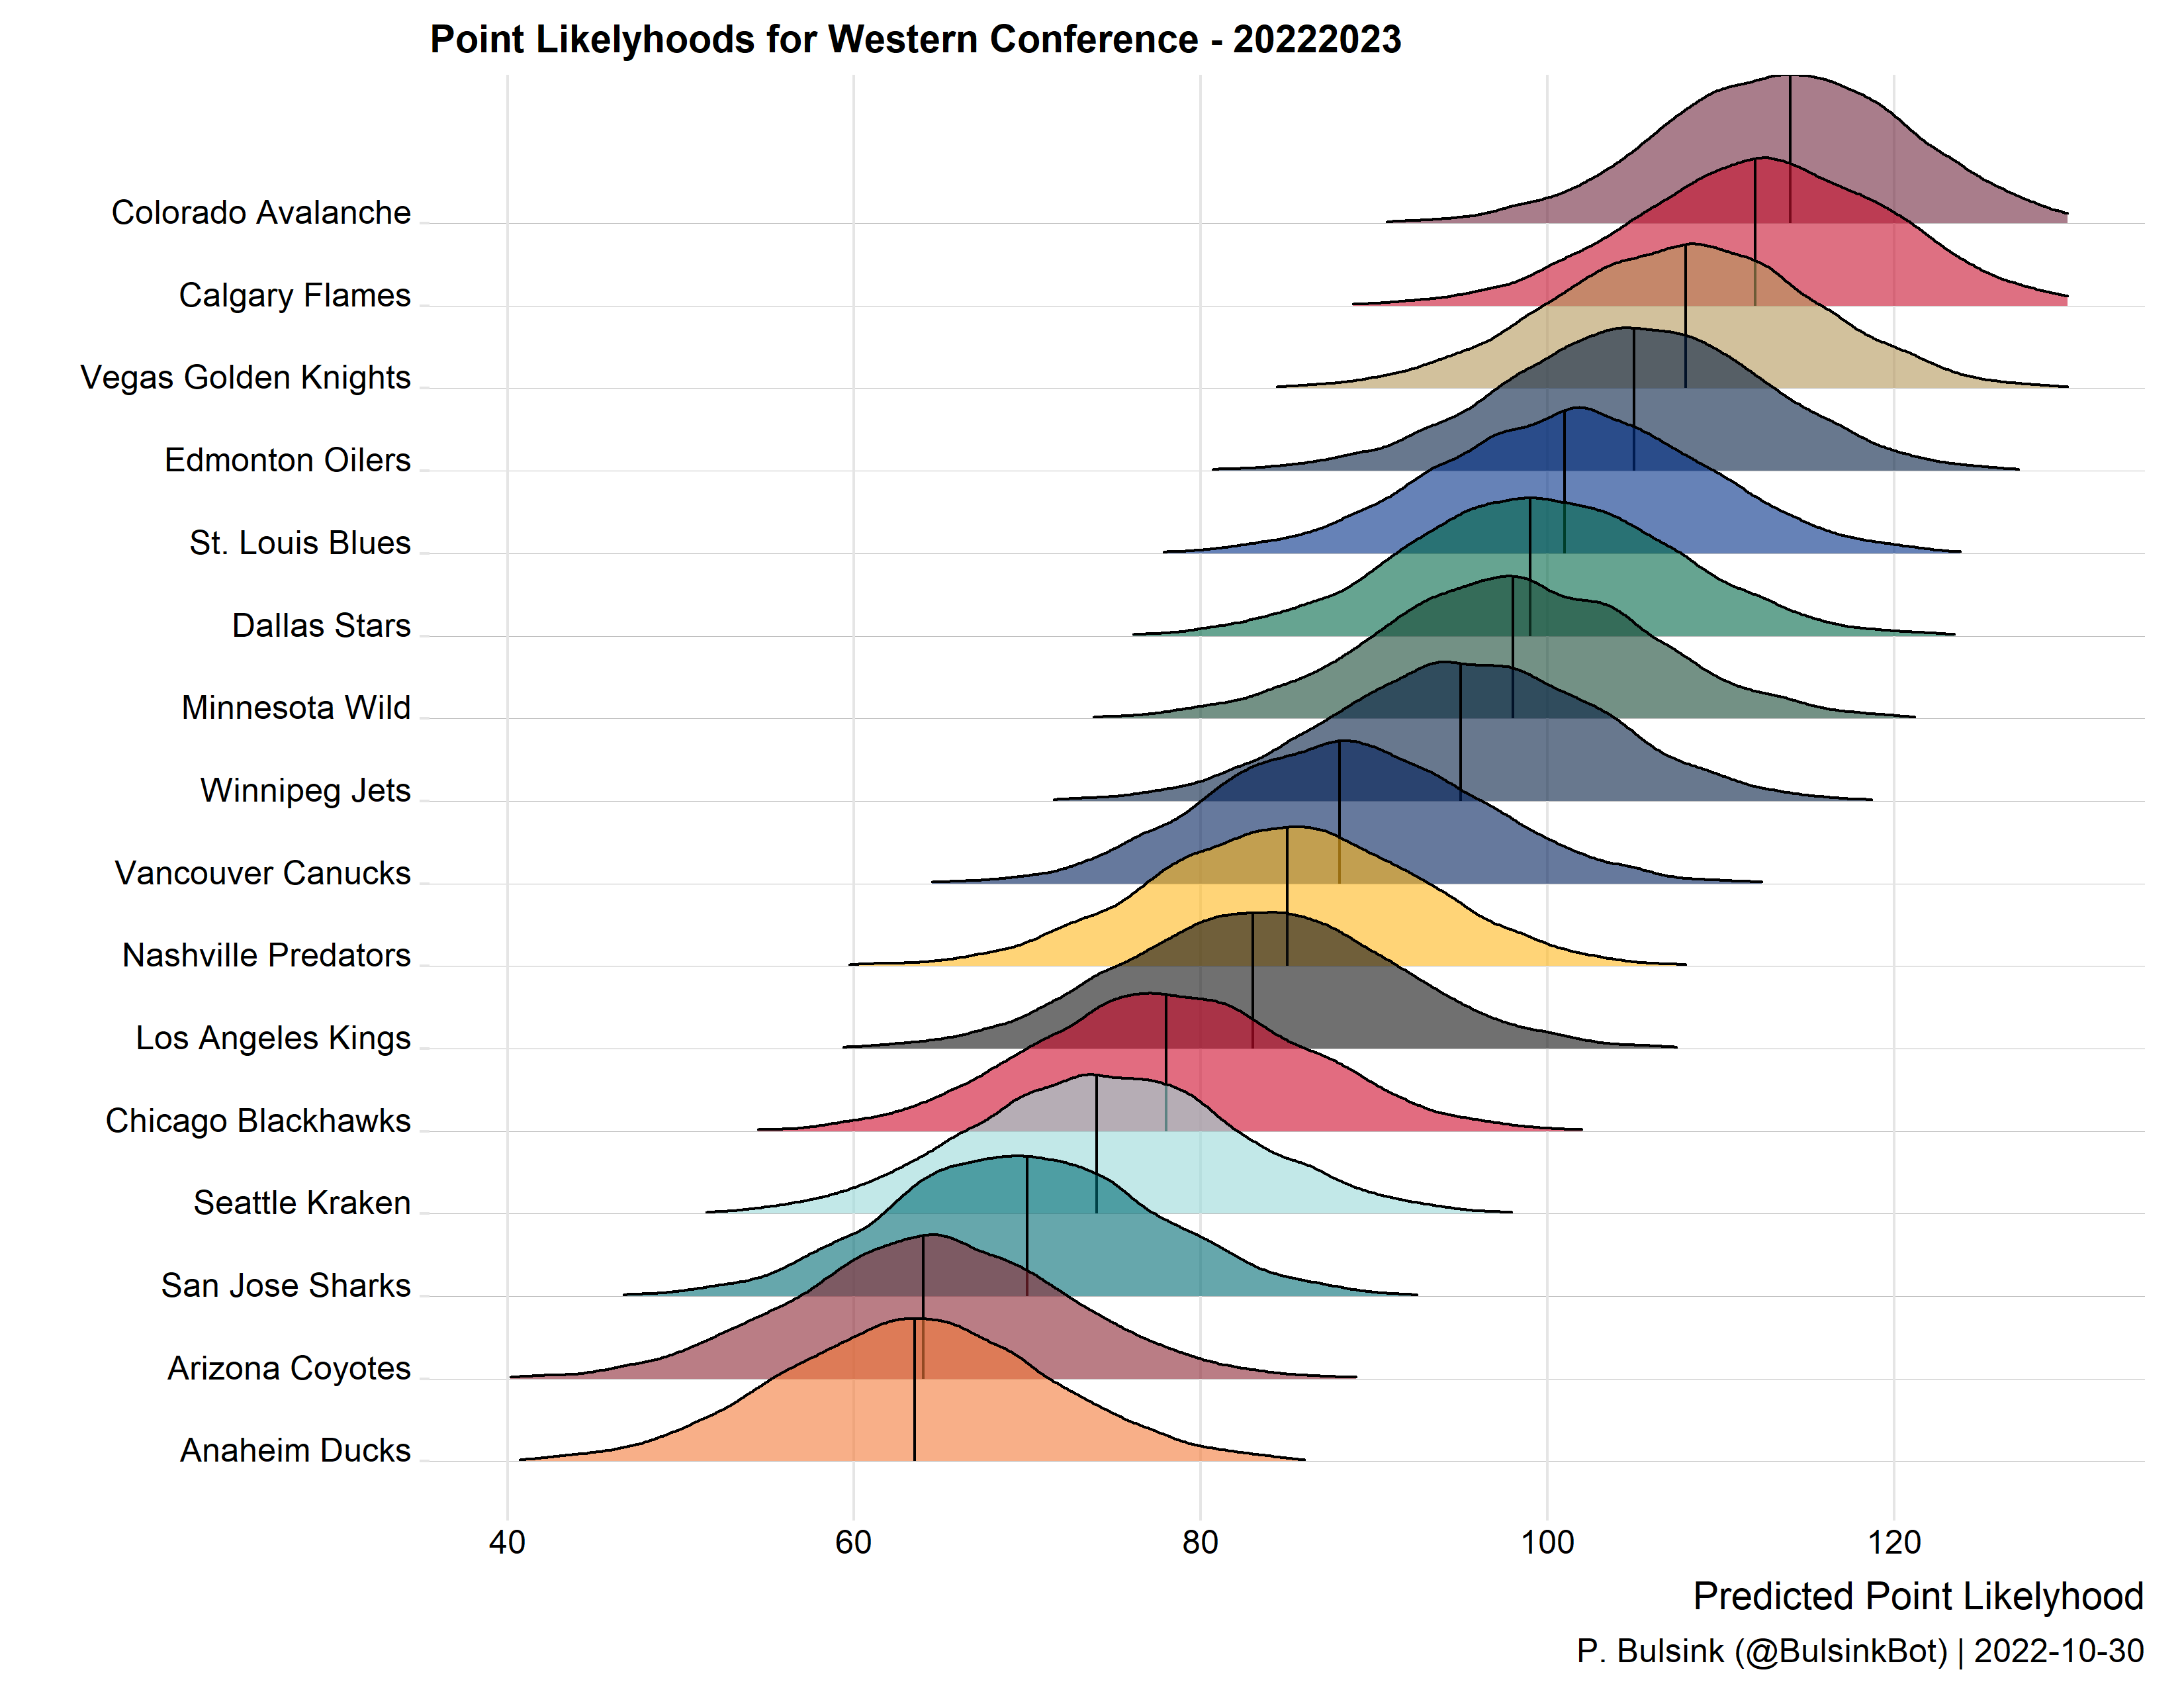 Point Likelyhoods for Western Conference - 20222023
Colorado Avalanche
Calgary Flames
Vegas Golden Knights
Edmonton Oilers
St. Louis Blues
Dallas Stars
Minnesota Wild
Winnipeg Jets
Vancouver Canucks
Nashville Predators
Los Angeles Kings
Chicago Blackhawks
Seattle Kraken
San Jose Sharks
Arizona Coyotes
Anaheim Ducks
40 60 80 100 120
Predicted Point Likelyhood
P. Bulsink (@BulsinkBot) | 2022-10-30